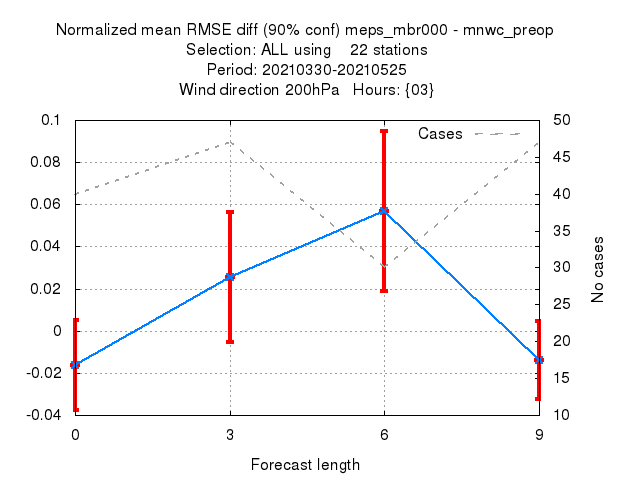 Normalized mean RMSE diff (90% conf) meps_mbr000 - mnwc_preop
Selection: ALL using    22 stations
Period: 20210330-20210525
Wind direction 200hPa   Hours: {03}
Cases
0.1
0.08
0.06
0.04
0.02
0
-0.02
-0.04
50
45
40
35
30
25
20
15
10
No cases
0 3 6 9
Forecast length